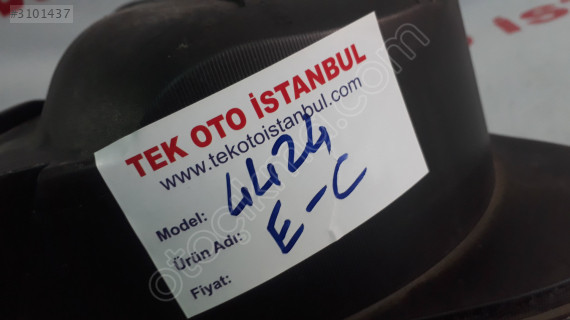 #3101437
TEK OTO İSTANBUL
www.tekotoistanbul.com
Model: 4424
Ürün Adı: E-C
Fiyat: